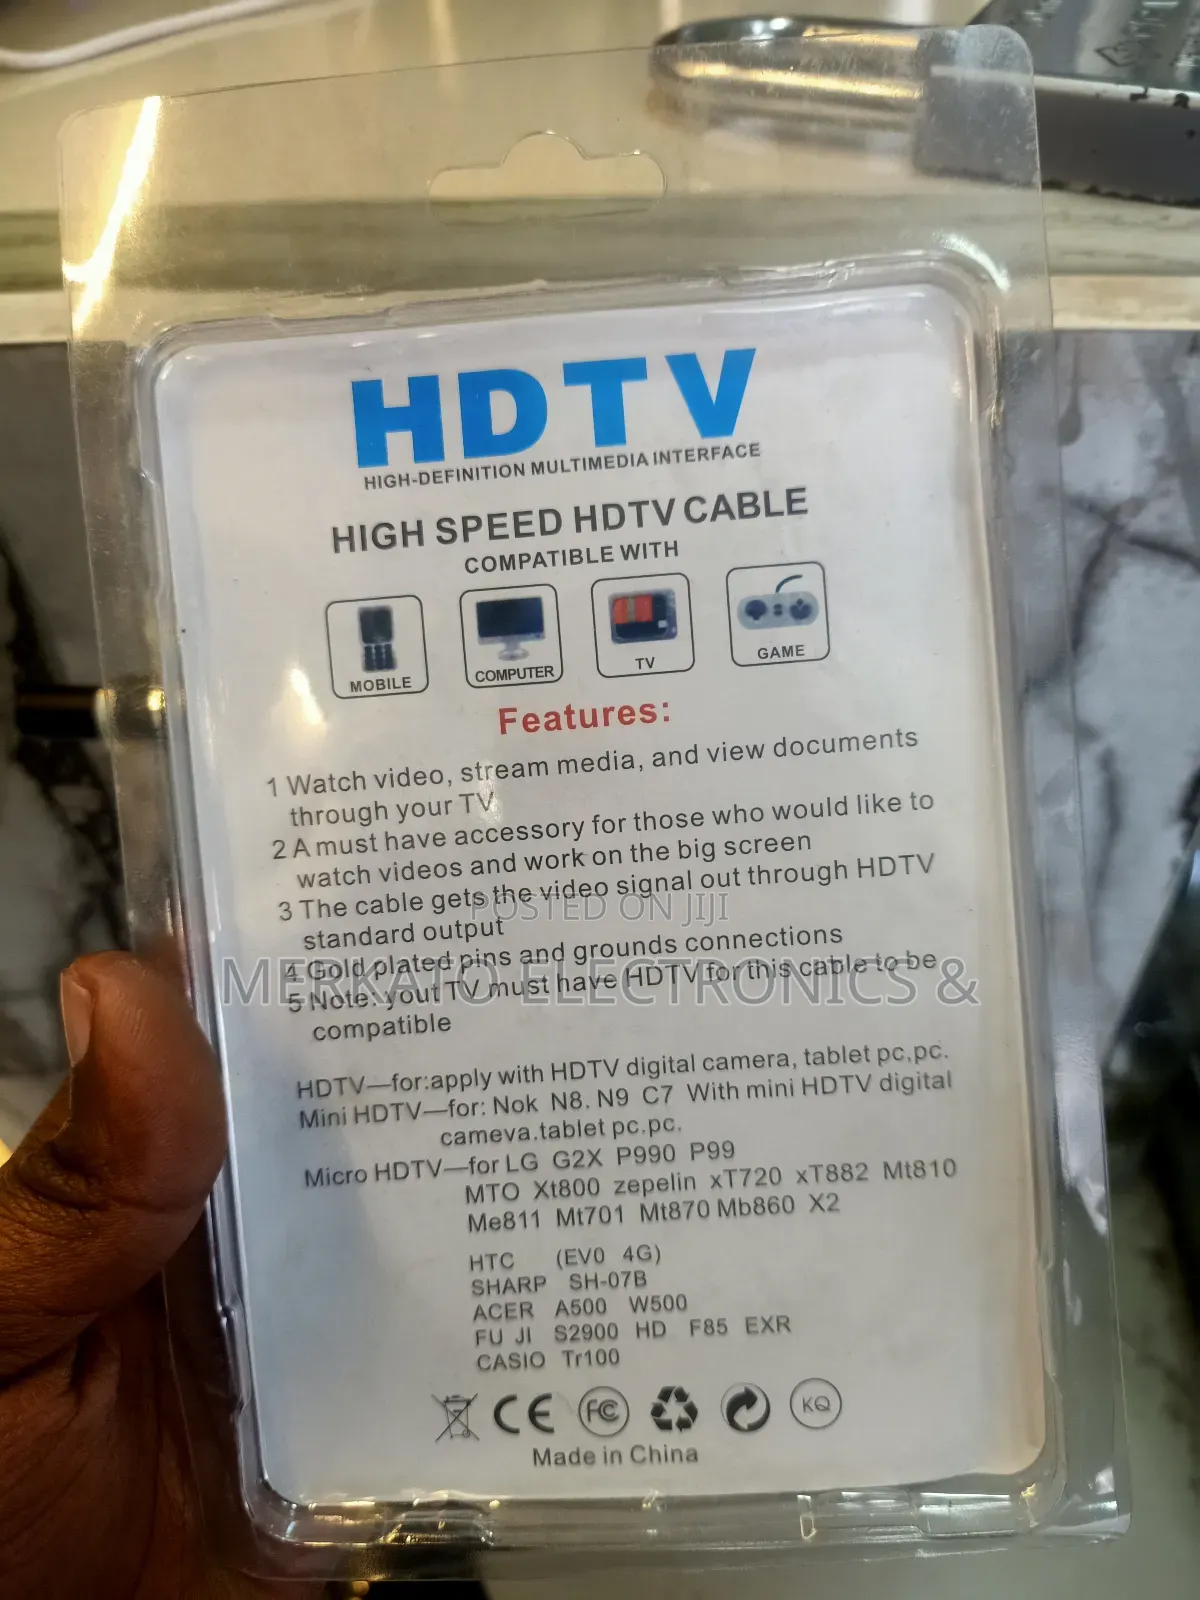 HDTV
HIGH-DEFINITION MULTIMEDIA INTERFACE
HIGH SPEED HDTV CABLE
COMPATIBLE WITH
MOBILE
COMPUTER
TV
GAME
Features:
1 Watch video, stream media, and view documents
through your TV
2 A must have accessory for those who would like to
watch videos and work on the big screen
3 The cable gets the video signal out through HDTV
standard output
POSTED ON JIJI
4 Gold plated pins and grounds connections
MERKATO ELECTRONICS &
5 Note: yout TV must have HDTV for this cable to be
compatible
HDTV—for:apply with HDTV digital camera, tablet pc,pc.
Mini HDTV—for: Nok N8. N9 C7 With mini HDTV digital
cameva.tablet pc.pc.
Micro HDTV—for LG G2X P990 P99
MTO Xt800 zepelin xT720 xT882 Mt810
Me811 Mt701 Mt870 Mb860 X2
HTC (EV0 4G)
SHARP SH-07B
ACER A500 W500
FU JI S2900 HD F85 EXR
CASIO Tr100
CE FC KQ
Made in China